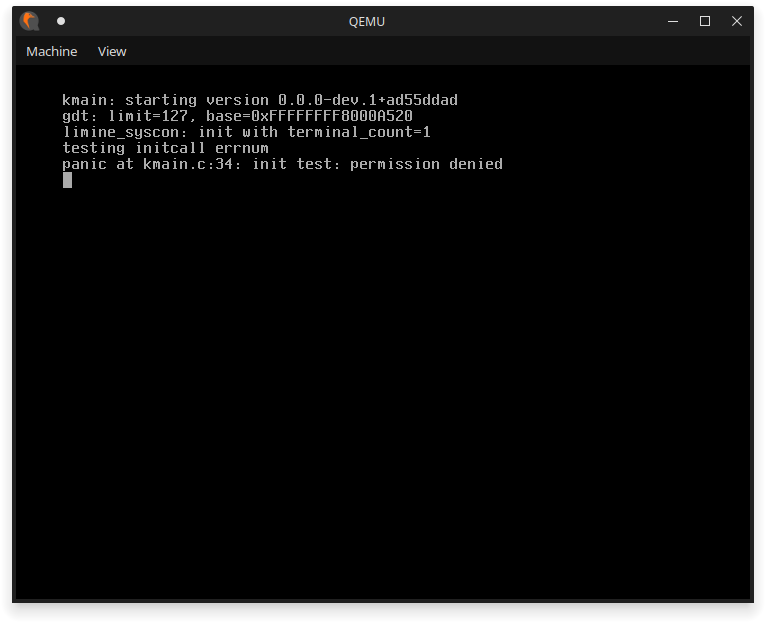 QEMU
Machine View
kmain: starting version 0.0.0-dev.1+ad55ddad
gdt: limit=127, base=0xFFFFFFFF8000A520
limine_syscon: init with terminal_count=1
testing initcall errnum
panic at kmain.c:34: init test: permission denied